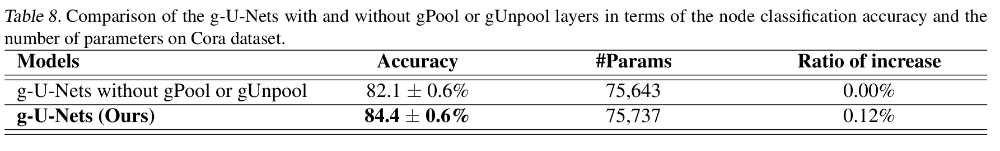 Table 8. Comparison of the g-U-Nets with and without gPool or gUnpool layers in terms of the node classification accuracy and the
number of parameters on Cora dataset.
Models Accuracy #Params Ratio of increase
g-U-Nets without gPool or gUnpool 82.1 ± 0.6% 75,643 0.00%
g-U-Nets (Ours) 84.4 ± 0.6% 75,737 0.12%